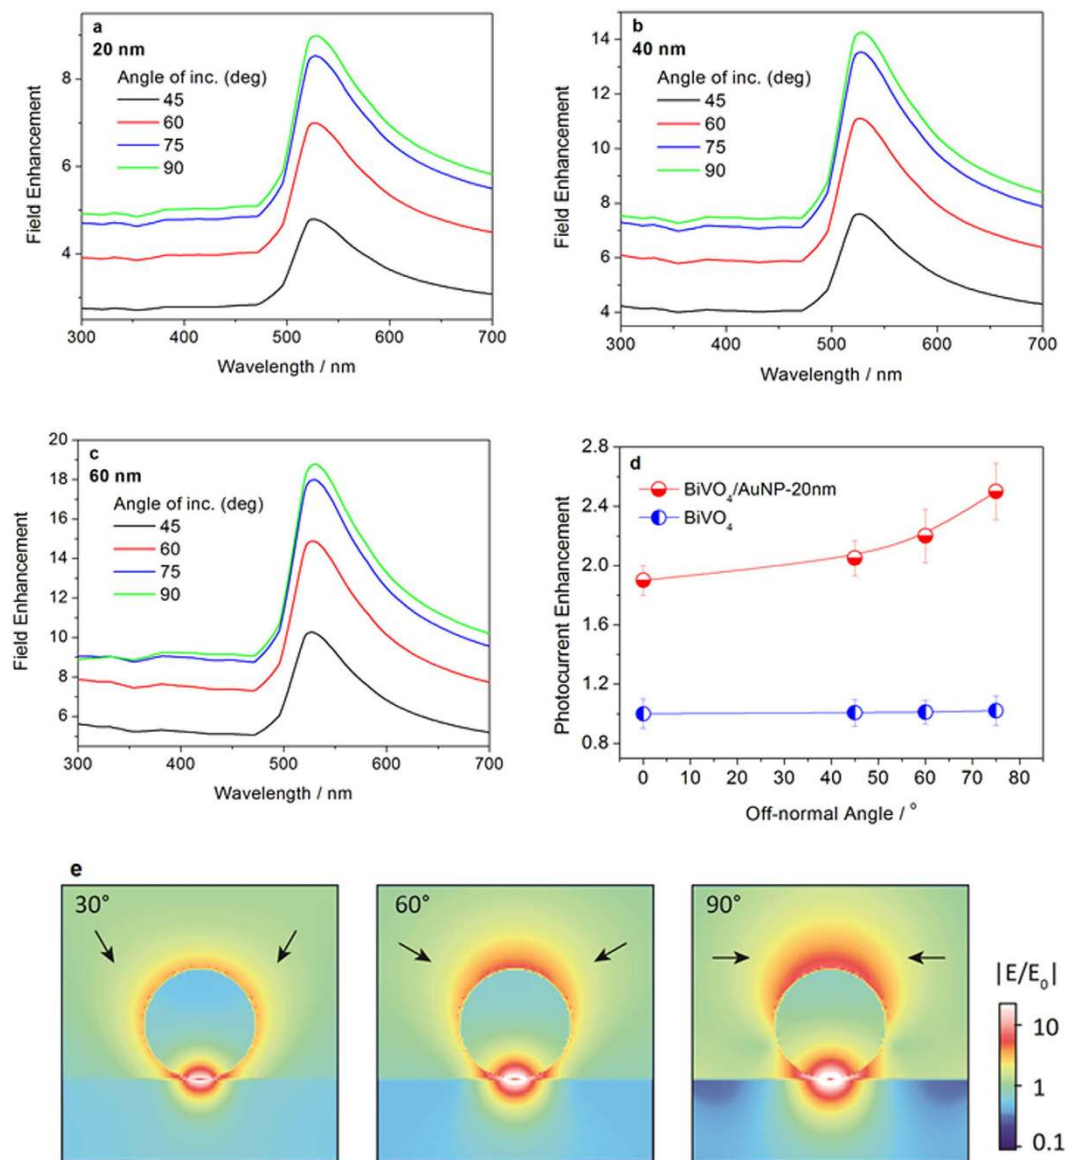 a
20 nm
Angle of inc. (deg)
45
60
75
90
8
6
4
Field Enhancement
300 400 500 600 700
Wavelength / nm
b
40 nm
Angle of inc. (deg)
45
60
75
90
14
12
10
8
6
4
Field Enhancement
300 400 500 600 700
Wavelength / nm
c
60 nm
Angle of inc. (deg)
45
60
75
90
20
18
16
14
12
10
8
6
Field Enhancement
300 400 500 600 700
Wavelength / nm
d
BiVO₄/AuNP-20nm
BiVO₄
2.8
2.4
2.0
1.6
1.2
0.8
Photocurrent Enhancement
0 10 20 30 40 50 60 70 80
Off-normal Angle / °
e
30°
60°
90°
|E/E₀|
10
1
0.1